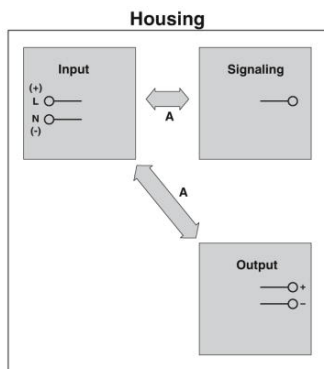 Housing
Input
(+)
L
N
(-)
A
Signaling
A
Output
+
–